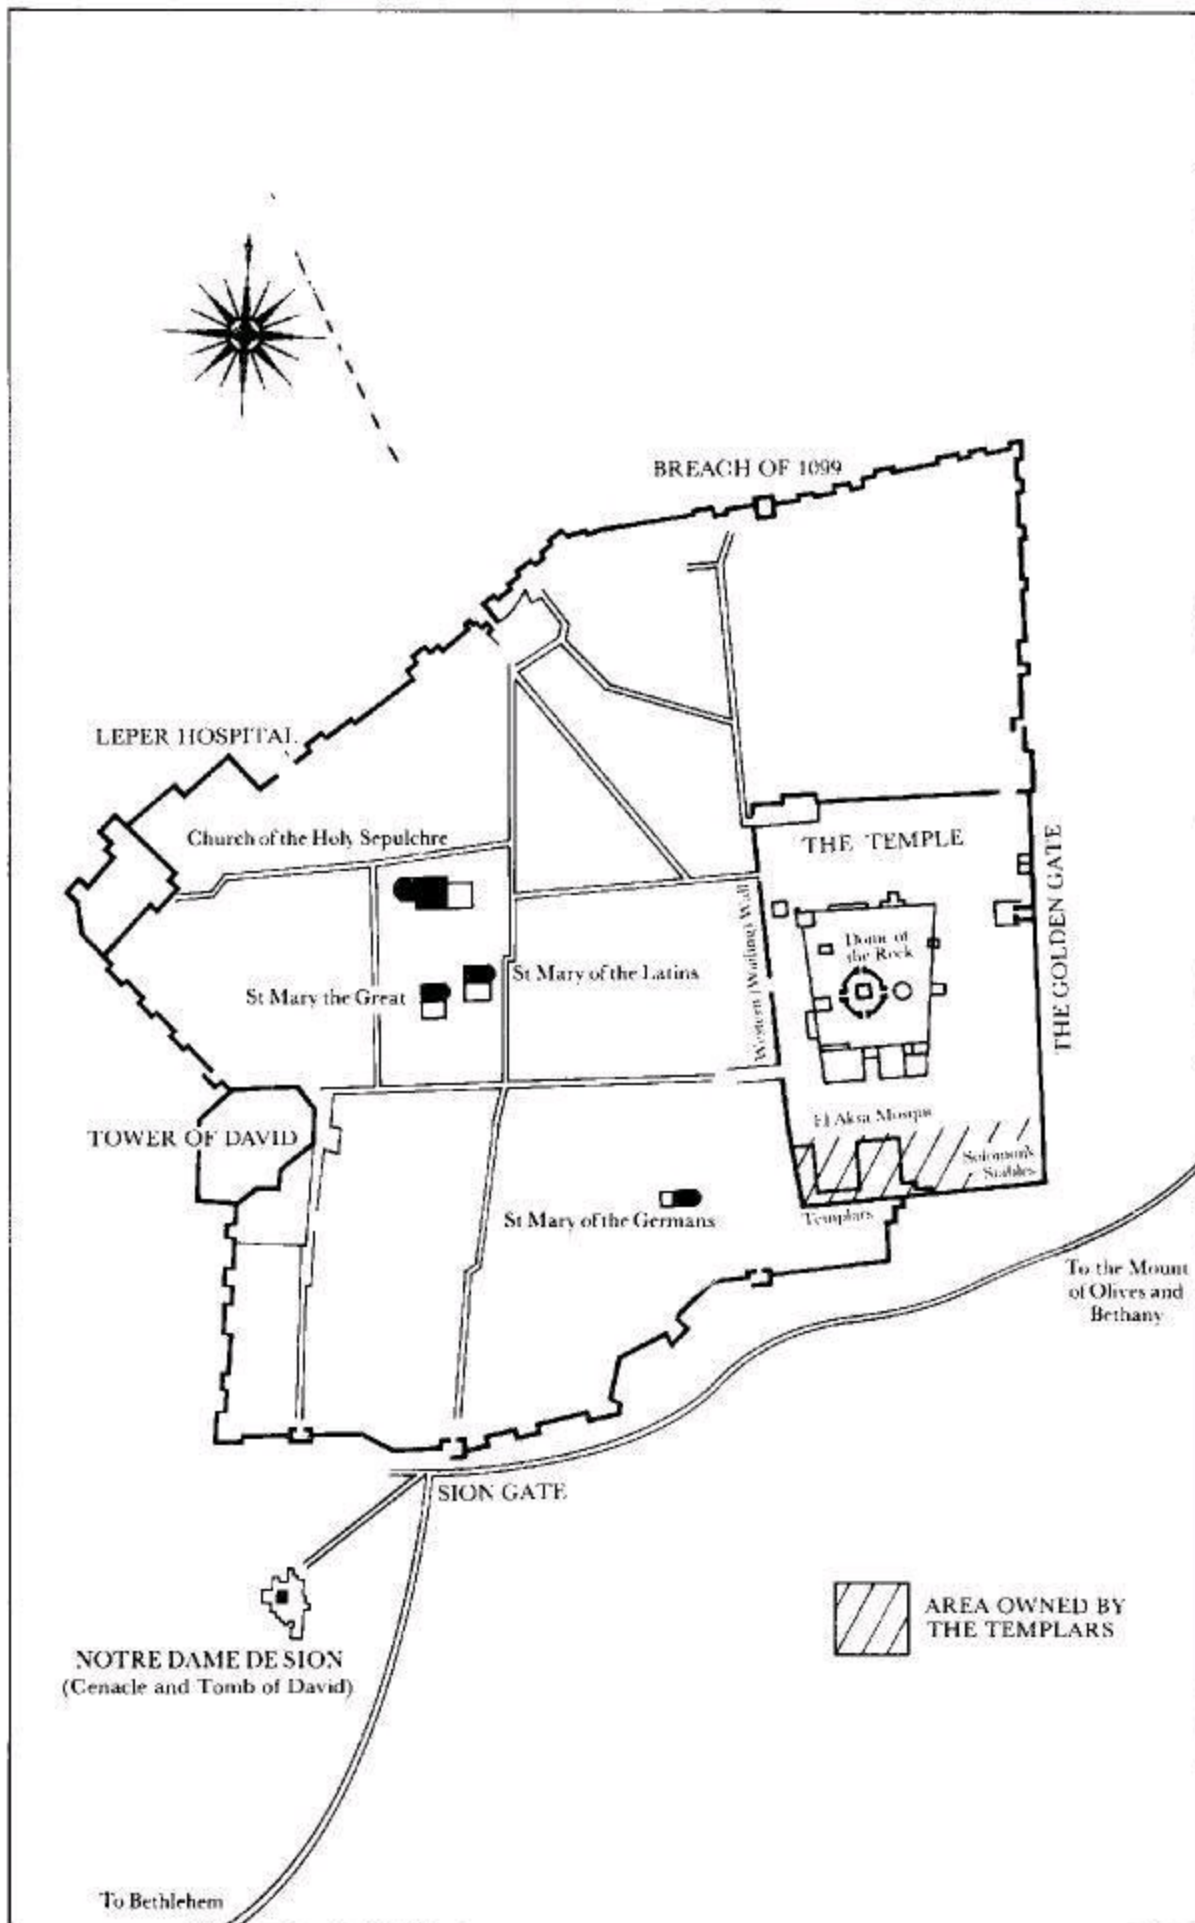 BREACH OF 1099
LEPER HOSPITAL
Church of the Holy Sepulchre
THE TEMPLE
THE GOLDEN GATE
Western (Wailing) Wall
Dome of
the Rock
St Mary of the Latins
St Mary the Great
TOWER OF DAVID
El Aksa Mosque
Solomon's
Stables
Templars
St Mary of the Germans
To the Mount
of Olives and
Bethany
SION GATE
AREA OWNED BY
THE TEMPLARS
NOTRE DAME DE SION
(Cenacle and Tomb of David)
To Bethlehem